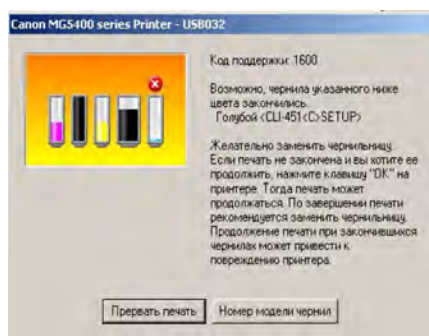 Canon MG5400 series Printer - USB032
Код поддержки: 1600
Возможно, чернила указанного ниже
цвета закончились.
Голубой <CLI-451<C>SETUP>
Желательно заменить чернильницу.
Если печать не закончена и вы хотите ее
продолжить, нажмите клавишу "OK" на
принтере. Тогда печать может
продолжаться. По завершении печати
рекомендуется заменить чернильницу.
Продолжение печати при закончившихся
чернилах может привести к
повреждению принтера.
Прервать печать
Номер модели чернил